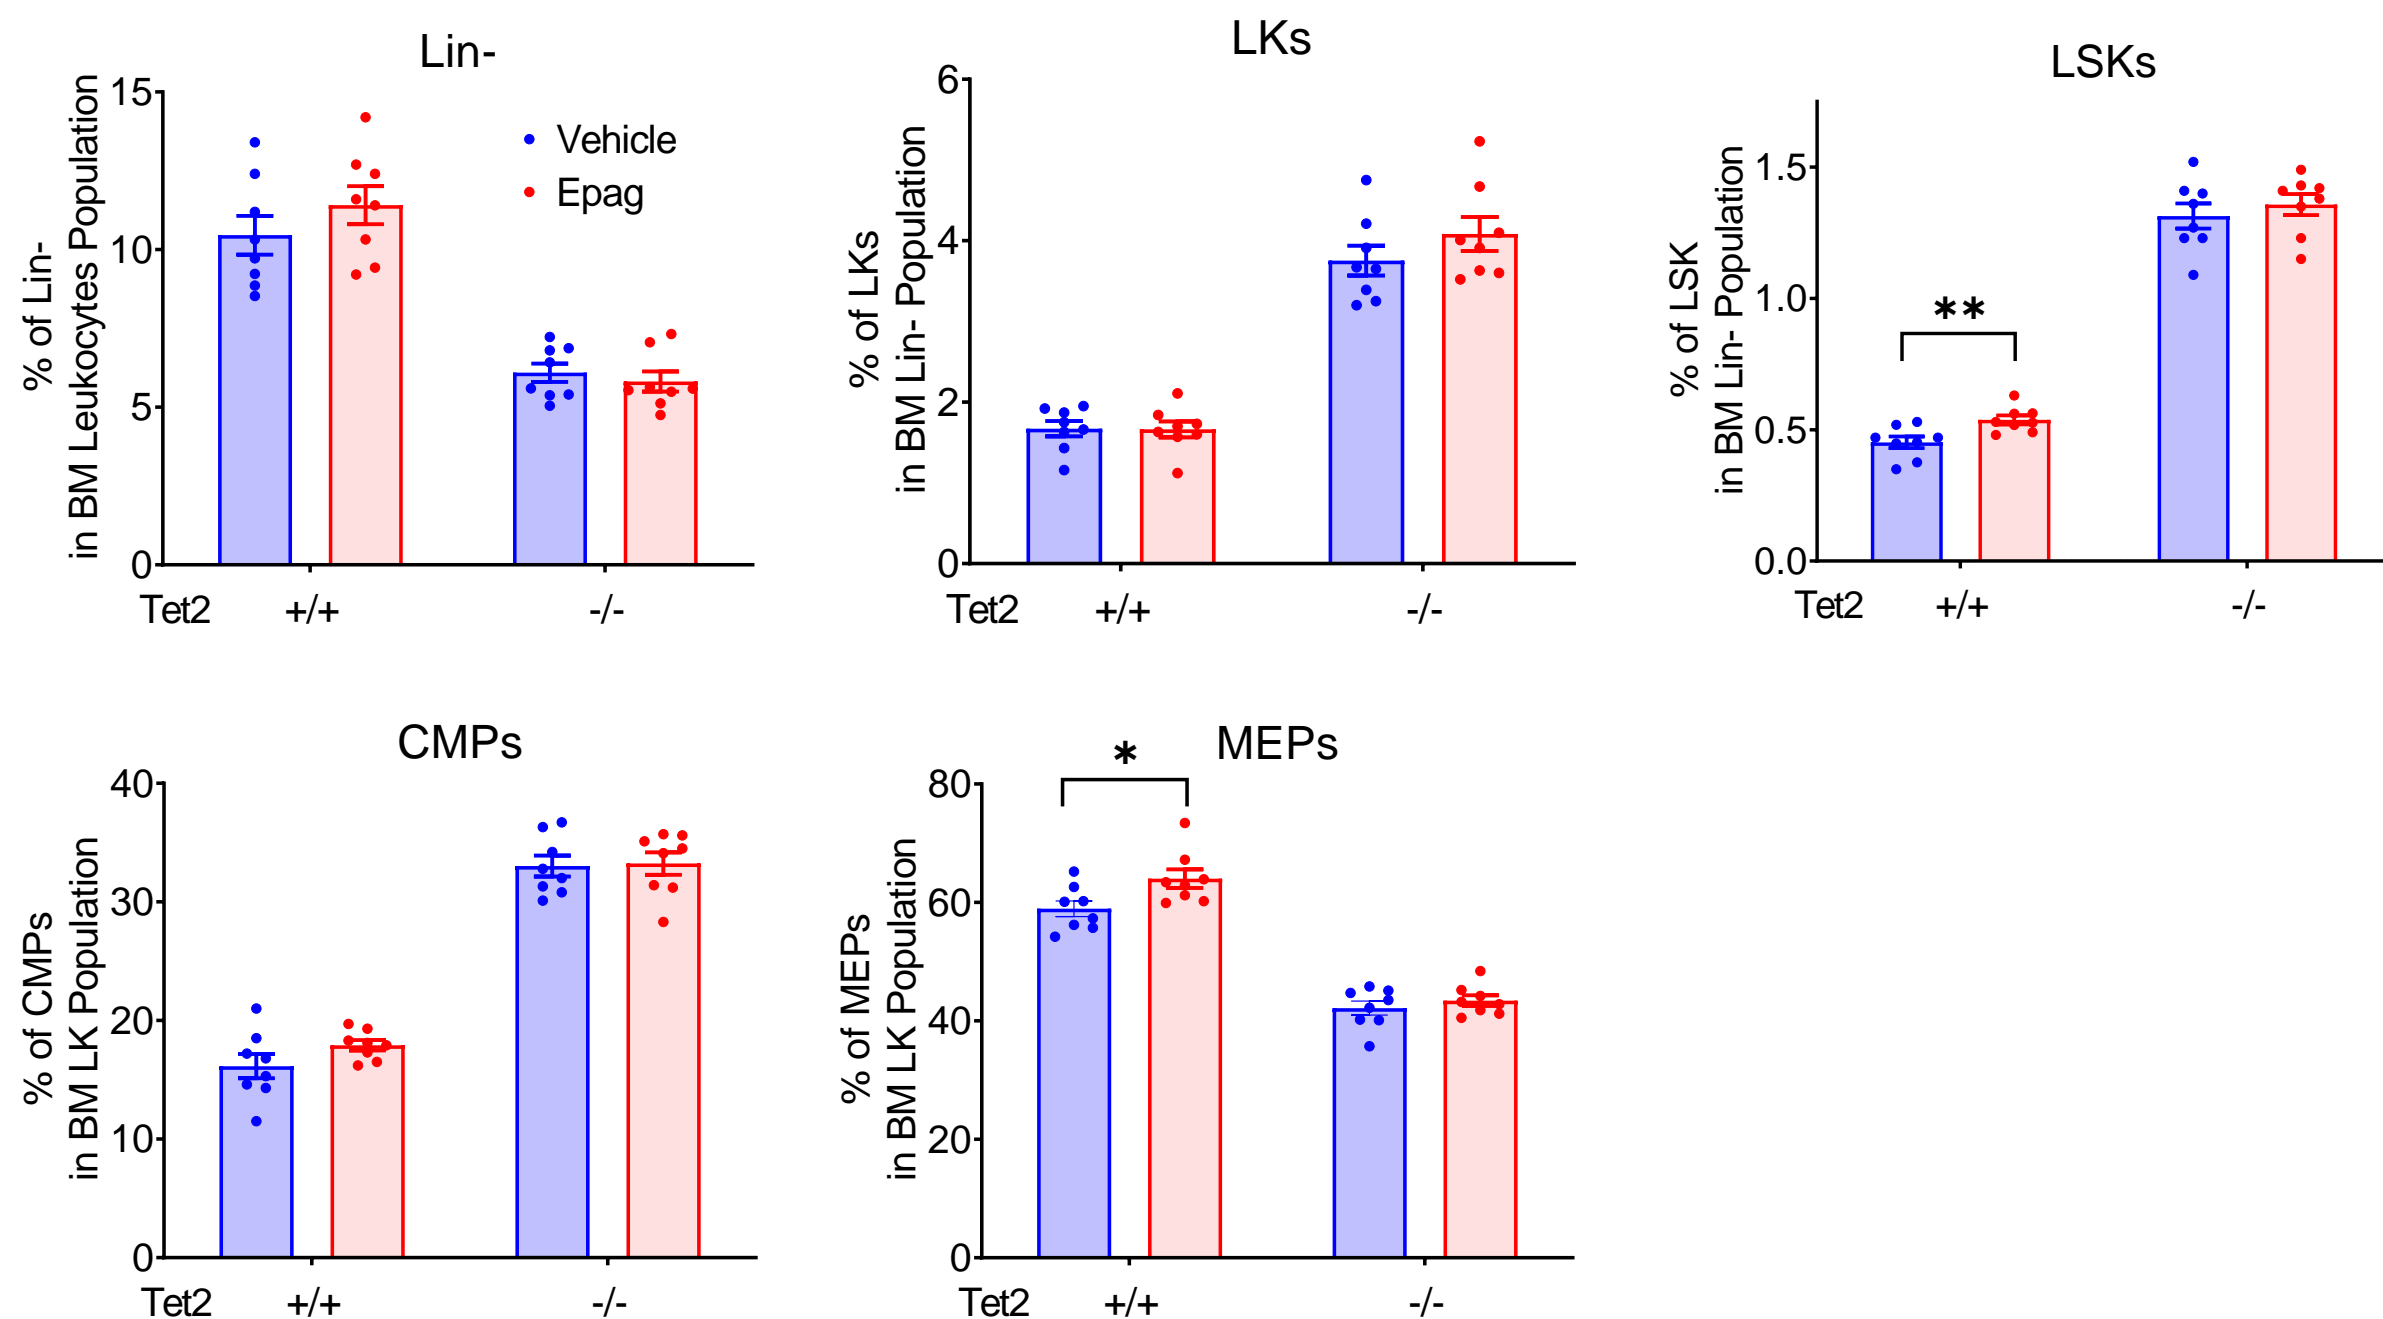 Lin-
% of Lin-
in BM Leukocytes Population
15
10
5
0
Vehicle
Epag
Tet2 +/+ -/-
LKs
% of LKs
in BM Lin- Population
6
4
2
0
Tet2 +/+ -/-
LSKs
% of LSK
in BM Lin- Population
1.5
1.0
0.5
0.0
**
Tet2 +/+ -/-
CMPs
% of CMPs
in BM LK Population
40
30
20
10
0
Tet2 +/+ -/-
MEPs
*
% of MEPs
in BM LK Population
80
60
40
20
0
Tet2 +/+ -/-